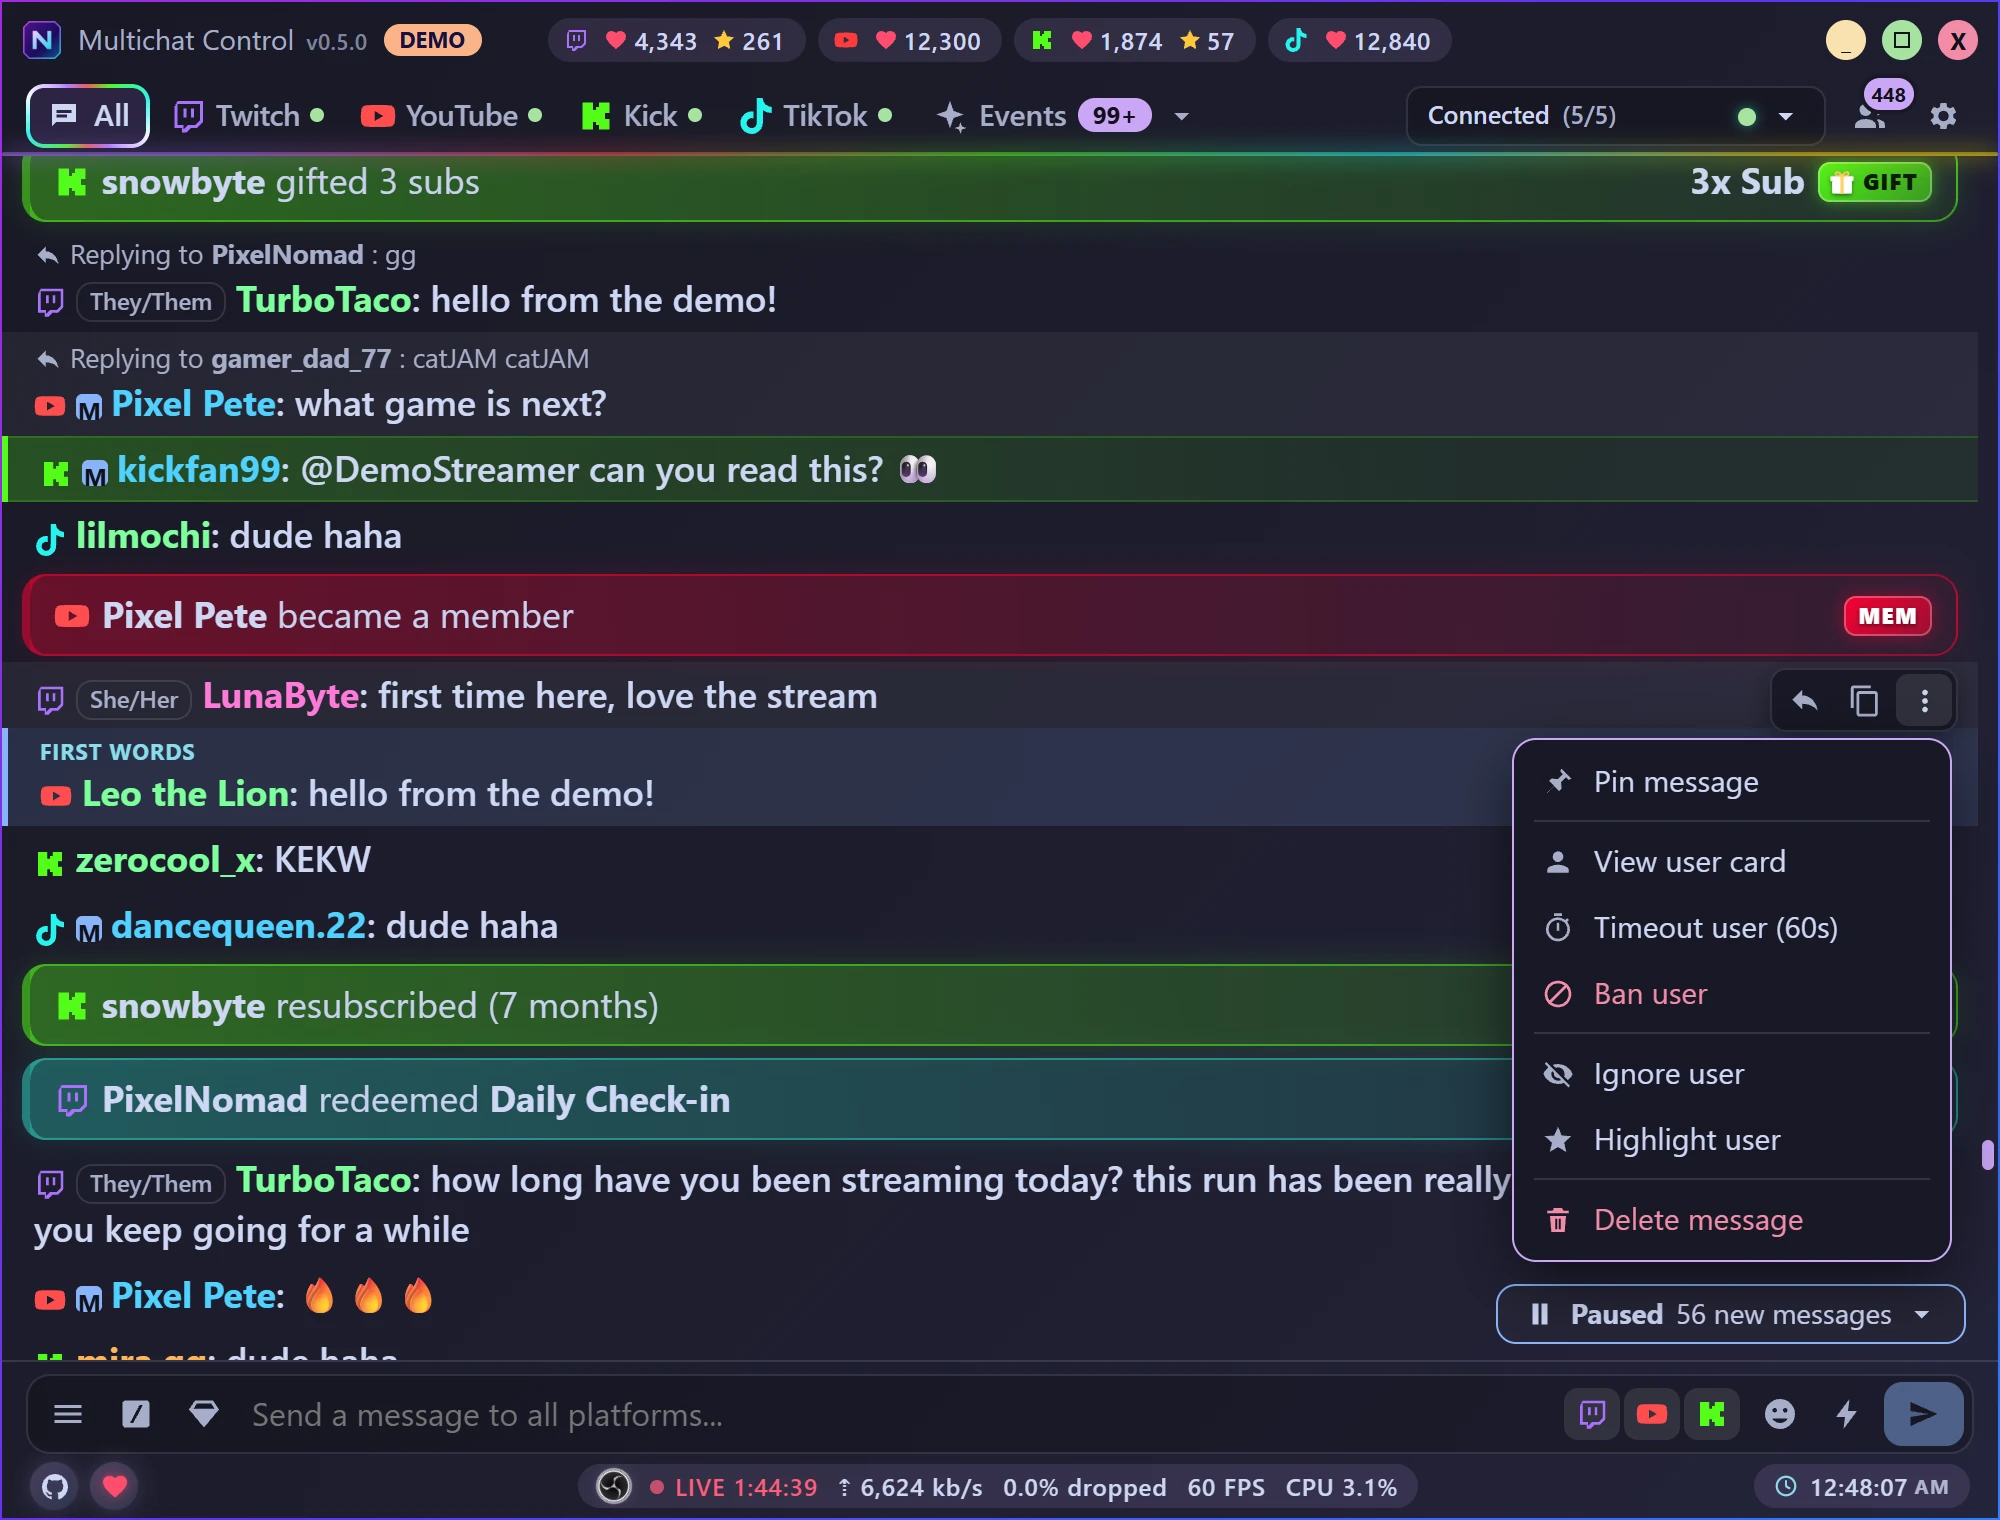 N Multichat Control v0.5.0 DEMO 4,343 261 12,300 1,874 57 12,840 _ X
All Twitch YouTube Kick TikTok Events 99+ Connected (5/5) 448
snowbyte gifted 3 subs 3x Sub GIFT
Replying to PixelNomad : gg
They/Them TurboTaco: hello from the demo!
Replying to gamer_dad_77 : catJAM catJAM
M Pixel Pete: what game is next?
M kickfan99: @DemoStreamer can you read this? 👀
lilmochi: dude haha
Pixel Pete became a member MEM
She/Her LunaByte: first time here, love the stream
FIRST WORDS
Leo the Lion: hello from the demo!
zerocool_x: KEKW
M dancequeen.22: dude haha
snowbyte resubscribed (7 months)
PixelNomad redeemed Daily Check-in
They/Them TurboTaco: how long have you been streaming today? this run has been really
you keep going for a while
M Pixel Pete: 🔥 🔥 🔥
mira.gg: dude haha
Pin message
View user card
Timeout user (60s)
Ban user
Ignore user
Highlight user
Delete message
Paused 56 new messages
Send a message to all platforms...
LIVE 1:44:39 ⇡ 6,624 kb/s 0.0% dropped 60 FPS CPU 3.1% 12:48:07 AM